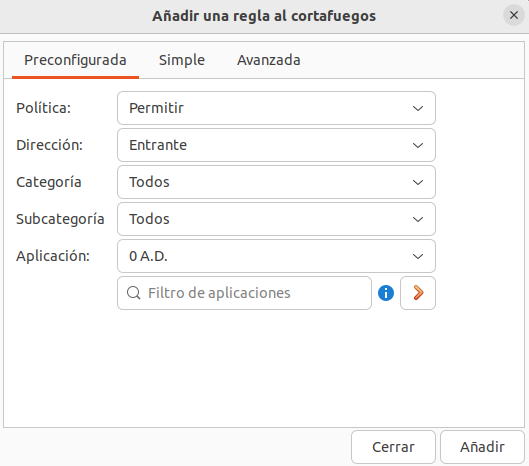 Añadir una regla al cortafuegos
Preconfigurada Simple Avanzada
Política: Permitir
Dirección: Entrante
Categoría Todos
Subcategoría Todos
Aplicación: 0 A.D.
Filtro de aplicaciones
Cerrar Añadir